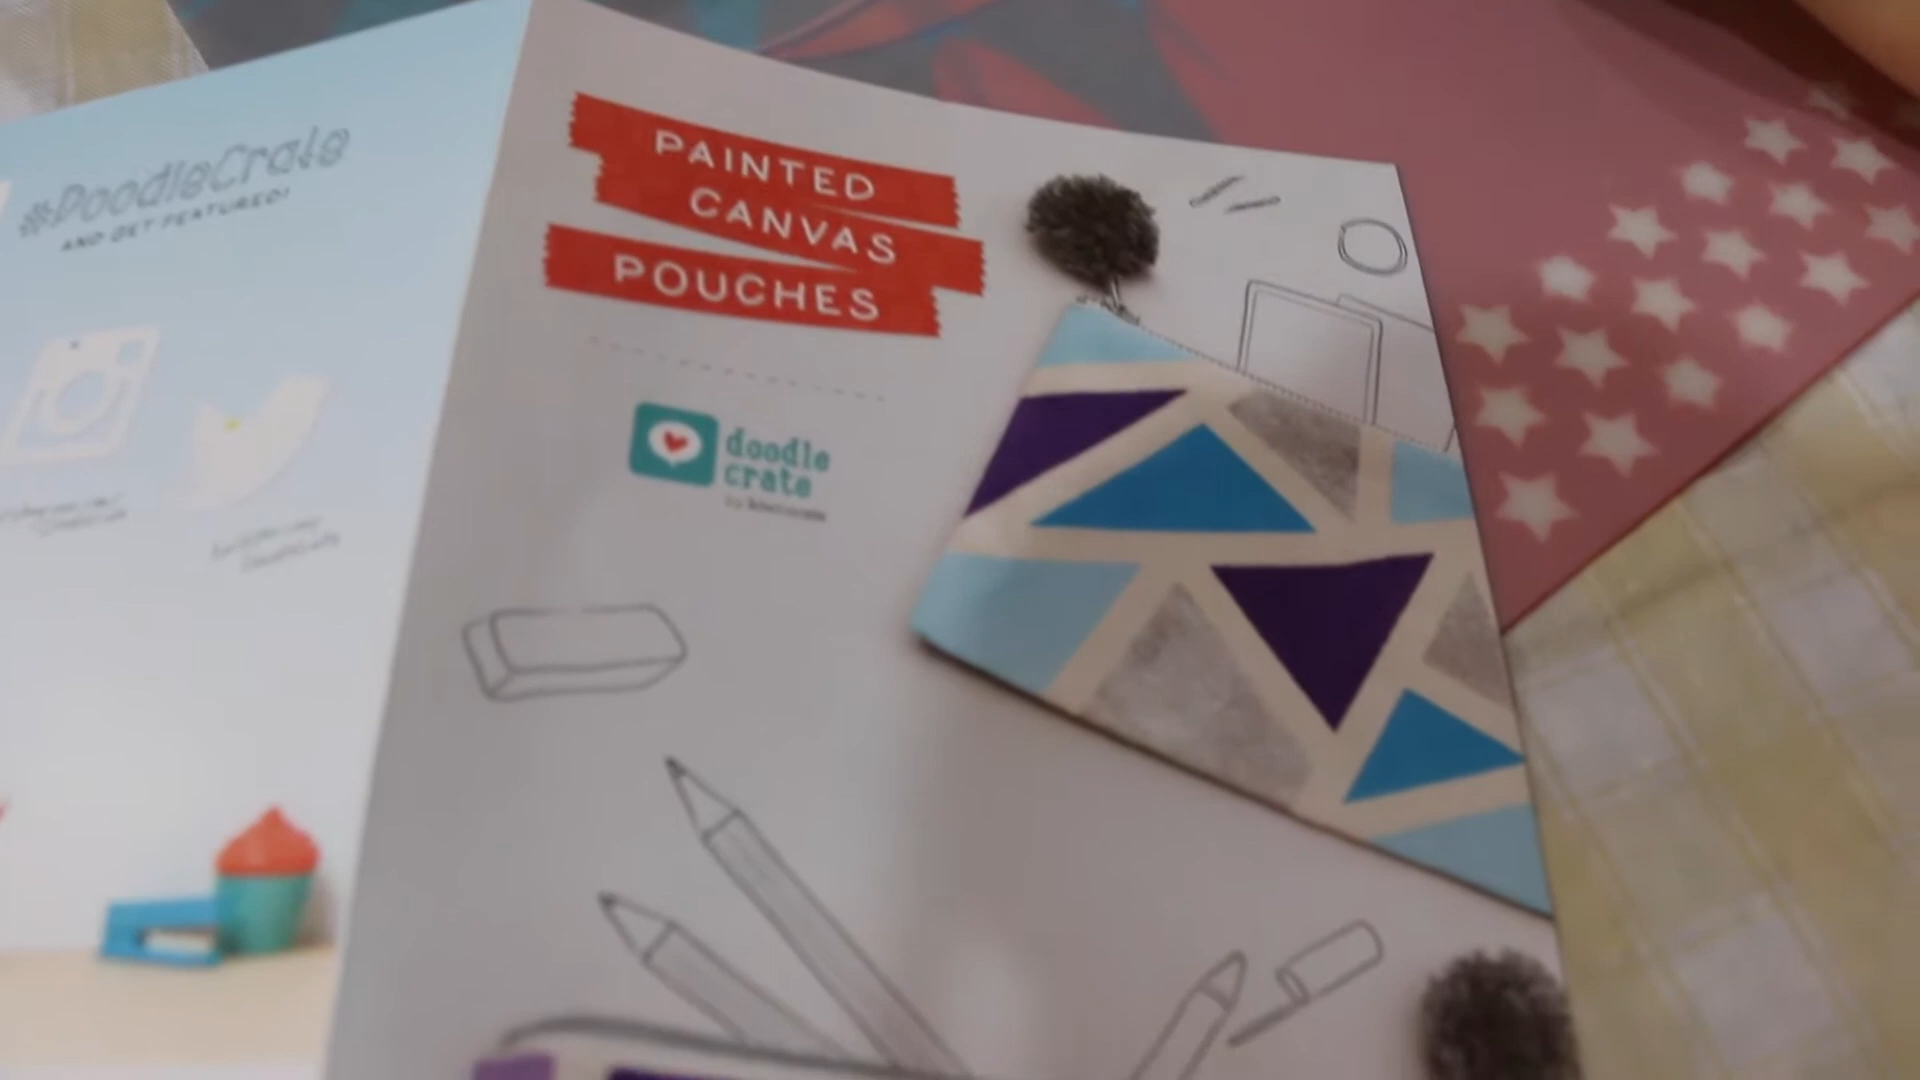 #DoodleCrate
AND GET FEATURED!
PAINTED
CANVAS
POUCHES
doodle
crate